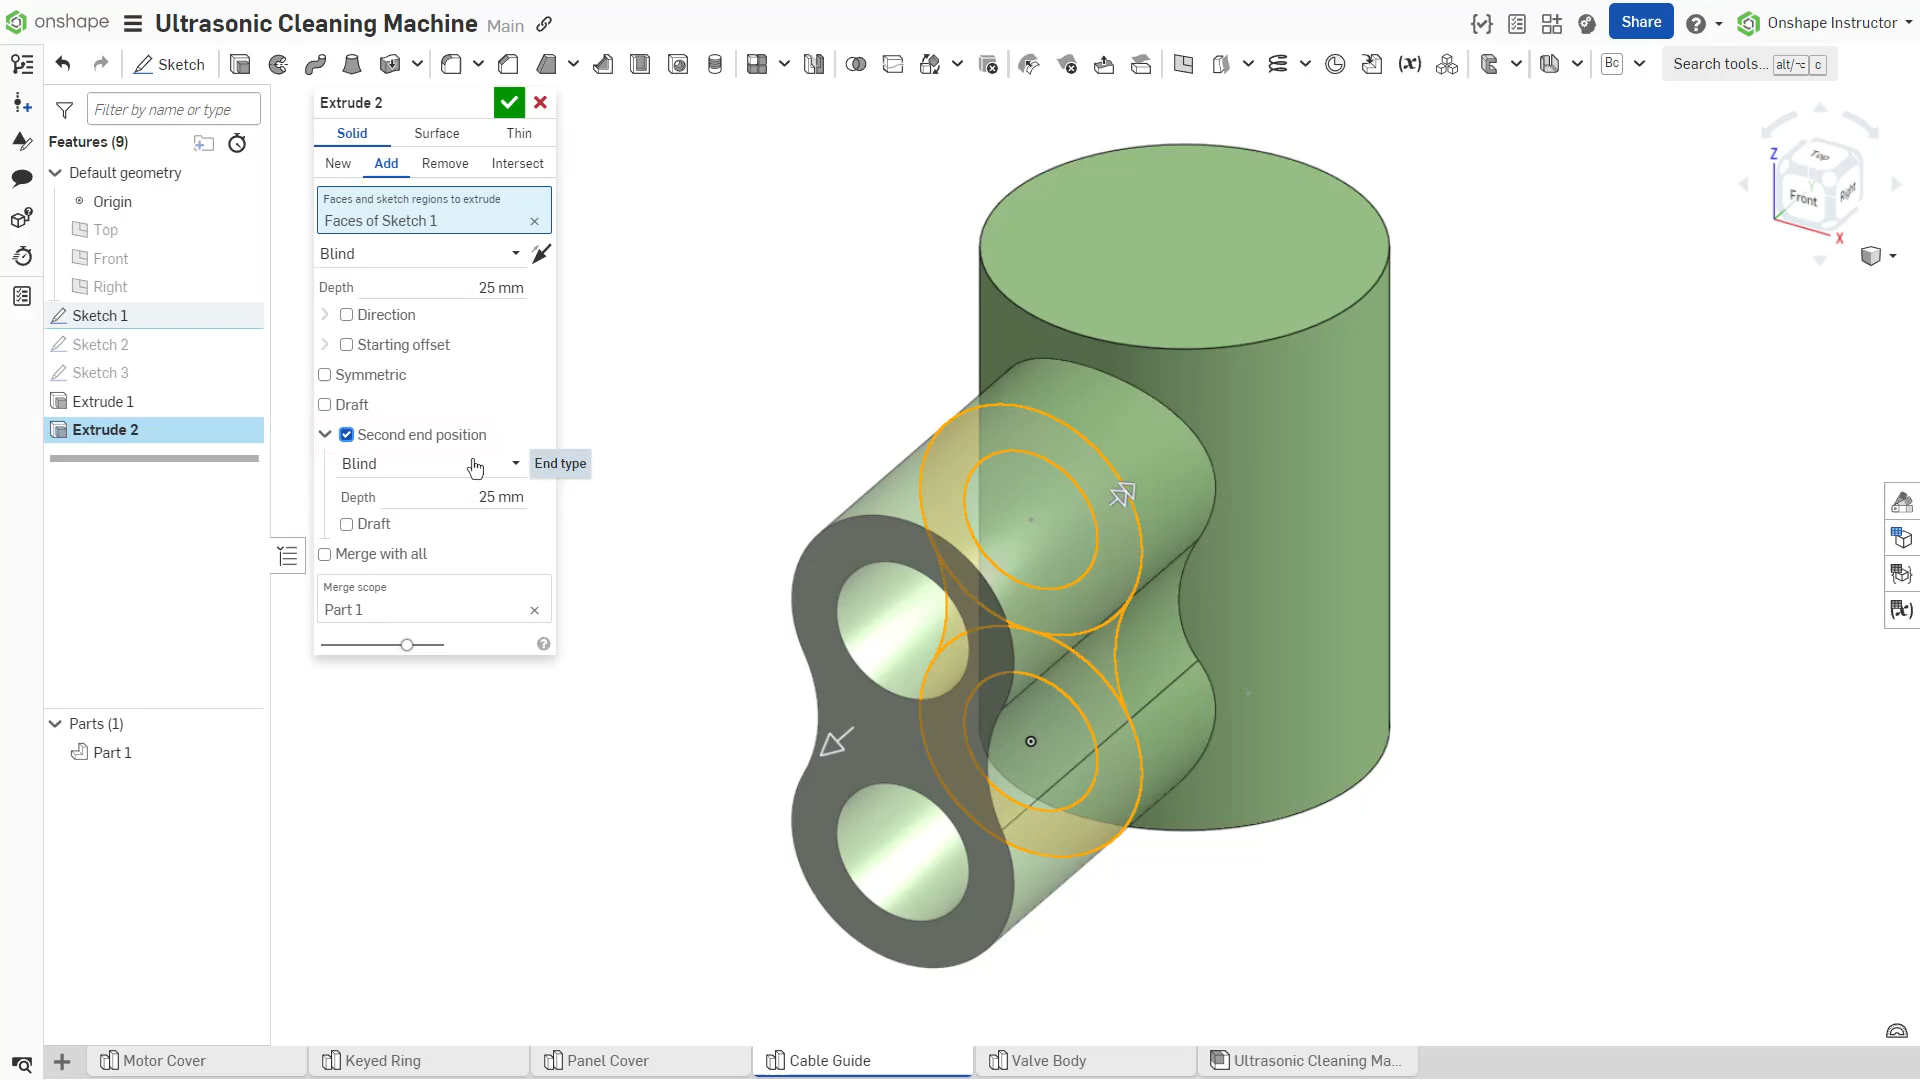 onshape Ultrasonic Cleaning Machine Main Share Onshape Instructor
Sketch Search tools... alt/⌥ c
Filter by name or type
Features (9)
Default geometry
Origin
Top
Front
Right
Sketch 1
Sketch 2
Sketch 3
Extrude 1
Extrude 2
Parts (1)
Part 1
Extrude 2
Solid Surface Thin
New Add Remove Intersect
Faces and sketch regions to extrude
Faces of Sketch 1
Blind
Depth 25 mm
Direction
Starting offset
Symmetric
Draft
Second end position
Blind End type
Depth 25 mm
Draft
Merge with all
Merge scope
Part 1
Z
Top
Front
Right
X
Bc
(x)
Motor Cover Keyed Ring Panel Cover Cable Guide Valve Body Ultrasonic Cleaning Ma...